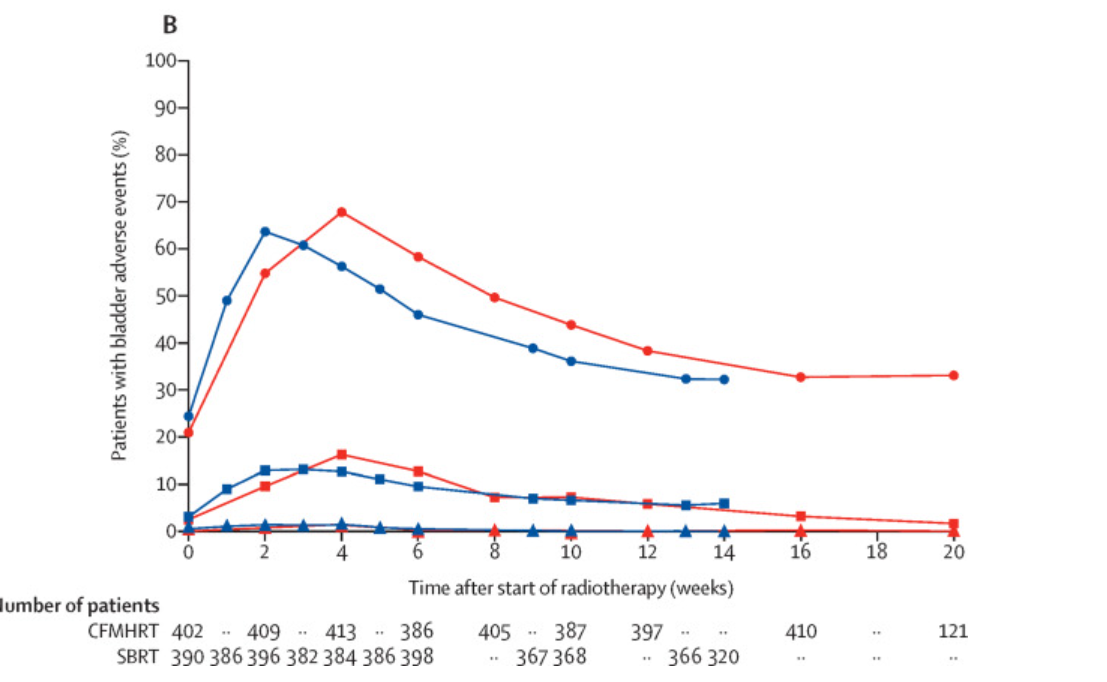 B
100
90
80
70
60
50
40
30
20
10
0
Patients with bladder adverse events (%)
0 2 4 6 8 10 12 14 16 18 20
Time after start of radiotherapy (weeks)
Number of patients
CFMHRT 402 ·· 409 ·· 413 ·· 386 405 ·· 387 397 ·· ·· 410 ·· 121
SBRT 390 386 396 382 384 386 398 ·· 367 368 ·· 366 320 ·· ·· ··